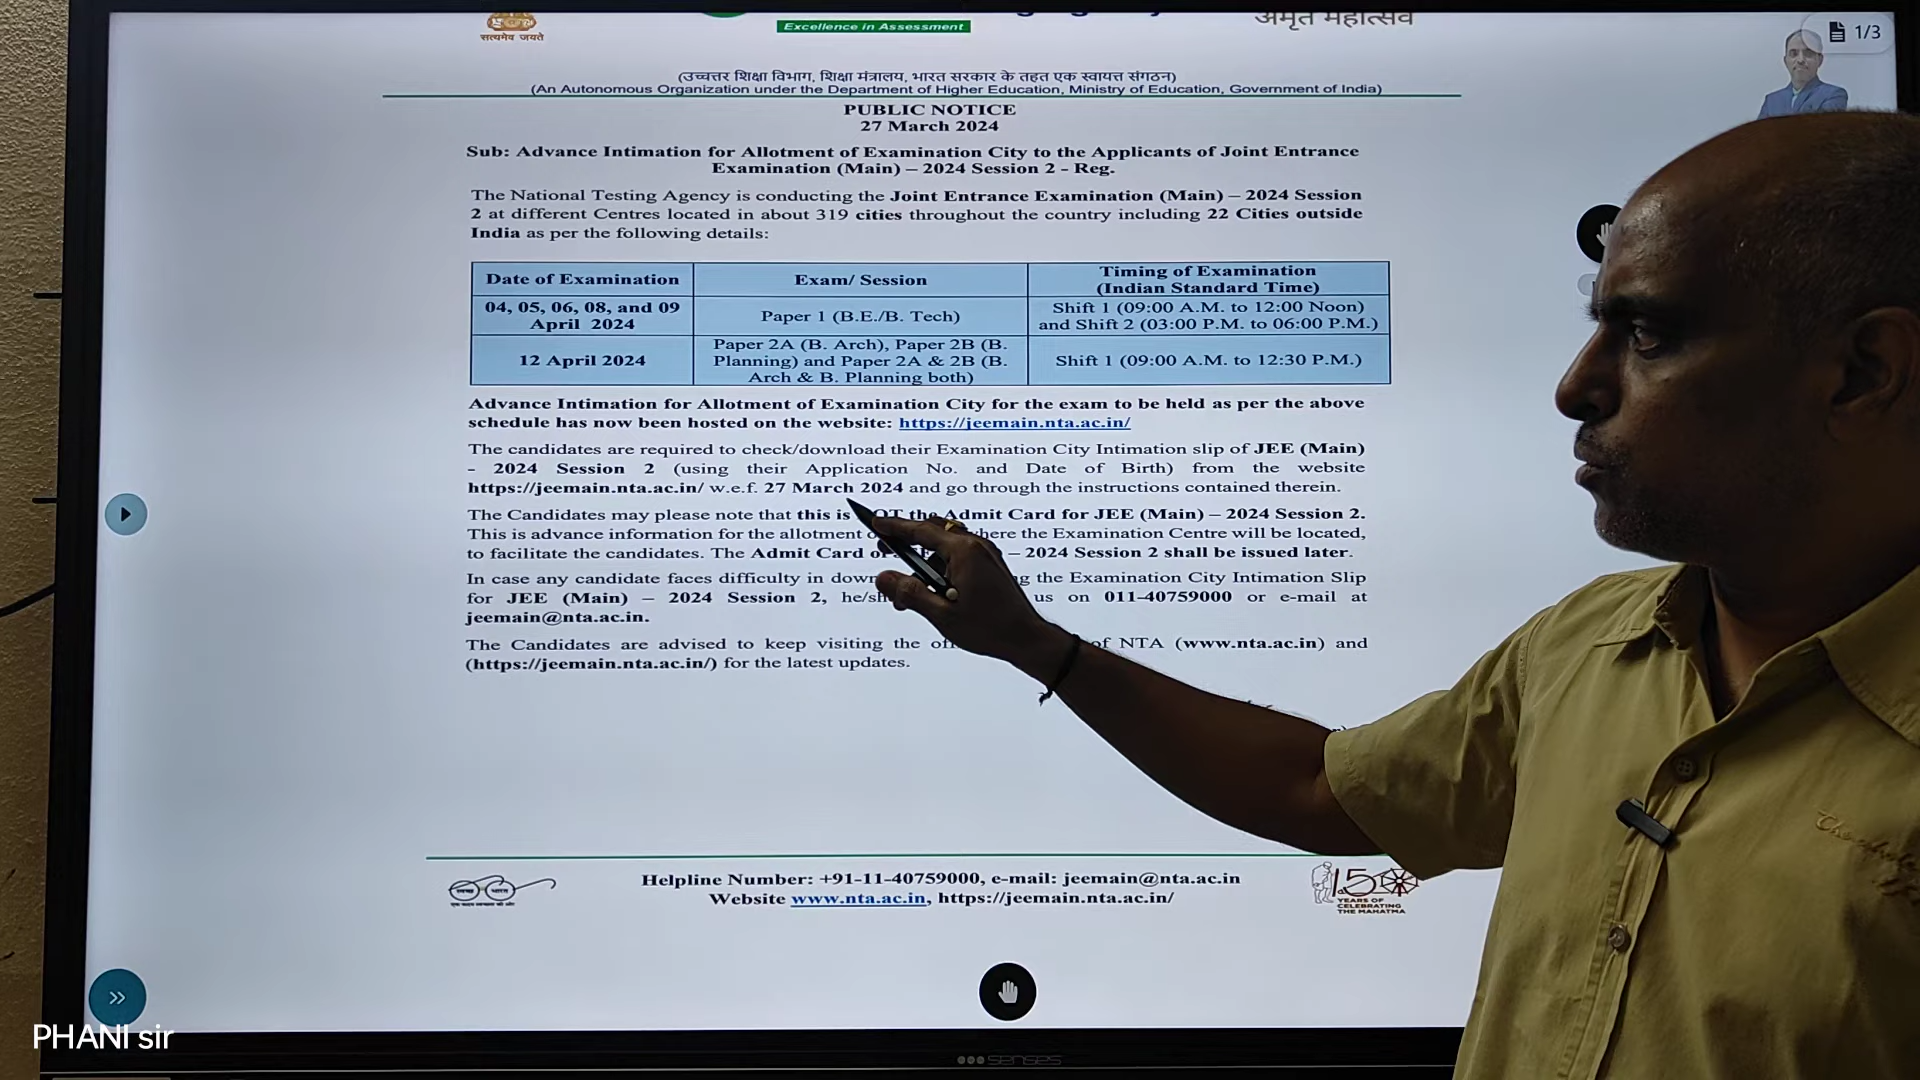 सत्यमेव जयते
Excellence in Assessment
अमृत महोत्सव
1/3
(उच्चत्तर शिक्षा विभाग, शिक्षा मंत्रालय, भारत सरकार के तहत एक स्वायत्त संगठन)
(An Autonomous Organization under the Department of Higher Education, Ministry of Education, Government of India)
PUBLIC NOTICE
27 March 2024
Sub: Advance Intimation for Allotment of Examination City to the Applicants of Joint Entrance
Examination (Main) – 2024 Session 2 - Reg.
The National Testing Agency is conducting the Joint Entrance Examination (Main) – 2024 Session
2 at different Centres located in about 319 cities throughout the country including 22 Cities outside
India as per the following details:
Date of Examination Exam/ Session Timing of Examination
(Indian Standard Time)
04, 05, 06, 08, and 09
April 2024
Paper 1 (B.E./B. Tech)
Shift 1 (09:00 A.M. to 12:00 Noon)
and Shift 2 (03:00 P.M. to 06:00 P.M.)
12 April 2024
Paper 2A (B. Arch), Paper 2B (B.
Planning) and Paper 2A & 2B (B.
Arch & B. Planning both)
Shift 1 (09:00 A.M. to 12:30 P.M.)
Advance Intimation for Allotment of Examination City for the exam to be held as per the above
schedule has now been hosted on the website: https://jeemain.nta.ac.in/
The candidates are required to check/download their Examination City Intimation slip of JEE (Main)
- 2024 Session 2 (using their Application No. and Date of Birth) from the website
https://jeemain.nta.ac.in/ w.e.f. 27 March 2024 and go through the instructions contained therein.
The Candidates may please note that this is NOT the Admit Card for JEE (Main) – 2024 Session 2.
This is advance information for the allotment where the Examination Centre will be located,
to facilitate the candidates. The Admit Card of – 2024 Session 2 shall be issued later.
In case any candidate faces difficulty in the Examination City Intimation Slip
for JEE (Main) – 2024 Session 2, us on 011-40759000 or e-mail at
jeemain@nta.ac.in.
The Candidates are advised to keep visiting the of NTA (www.nta.ac.in) and
(https://jeemain.nta.ac.in/) for the latest updates.
Helpline Number: +91-11-40759000, e-mail: jeemain@nta.ac.in
Website www.nta.ac.in, https://jeemain.nta.ac.in/
150
YEARS OF
CELEBRATING
THE MAHATMA
PHANI sir
senses